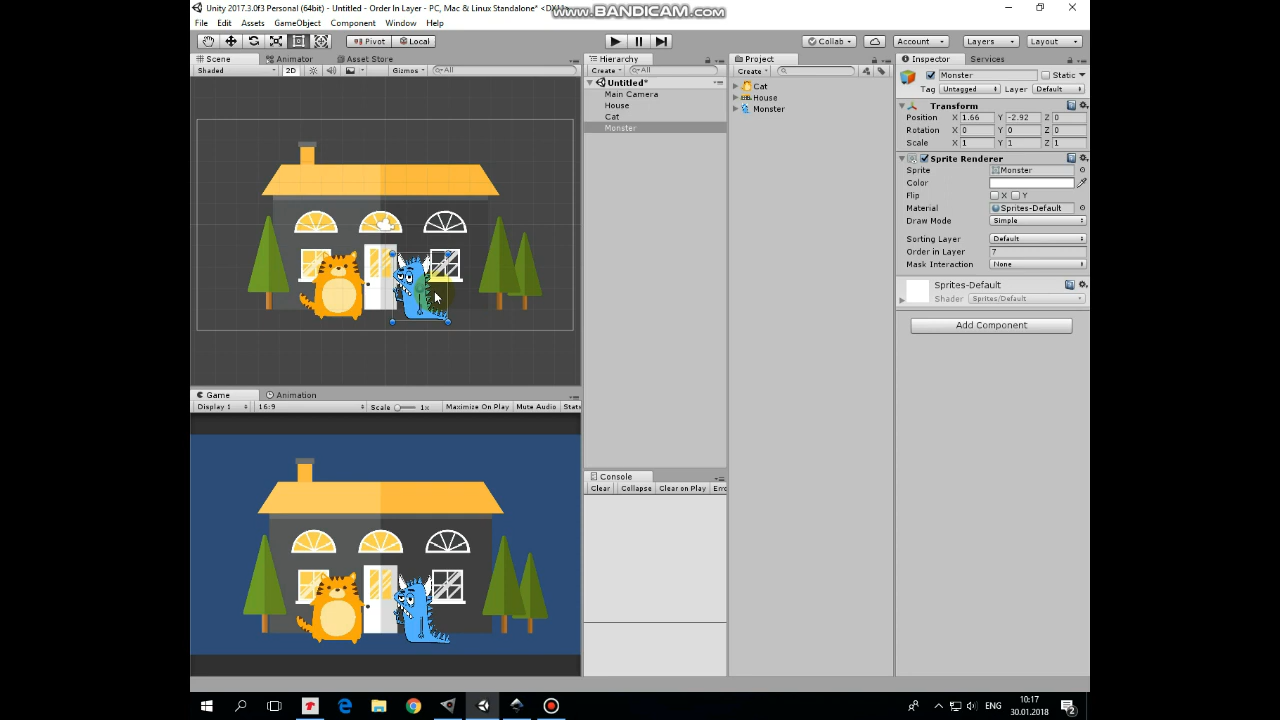 Unity 2017.3.0f3 Personal (64bit) - Untitled - Order In Layer - PC, Mac & Linux Standalone* <DX11>
www.BANDICAM.com
File Edit Assets GameObject Component Window Help
Pivot Local Collab Account Layers Layout
Scene Animator Asset Store
Shaded 2D Gizmos All
Hierarchy
Create All
Untitled*
Main Camera
House
Cat
Monster
Project
Create
Cat
House
Monster
Inspector Services
Monster Static
Tag Untagged Layer Default
Transform
Position X 1.66 Y -2.92 Z 0
Rotation X 0 Y 0 Z 0
Scale X 1 Y 1 Z 1
Sprite Renderer
Sprite Monster
Color
Flip X Y
Material Sprites-Default
Draw Mode Simple
Sorting Layer Default
Order in Layer 7
Mask Interaction None
Sprites-Default
Shader Sprites/Default
Add Component
Game Animation
Display 1 16:9 Scale 1x Maximize On Play Mute Audio Stats
Console
Clear Collapse Clear on Play Erro
ENG
10:17
30.01.2018
2